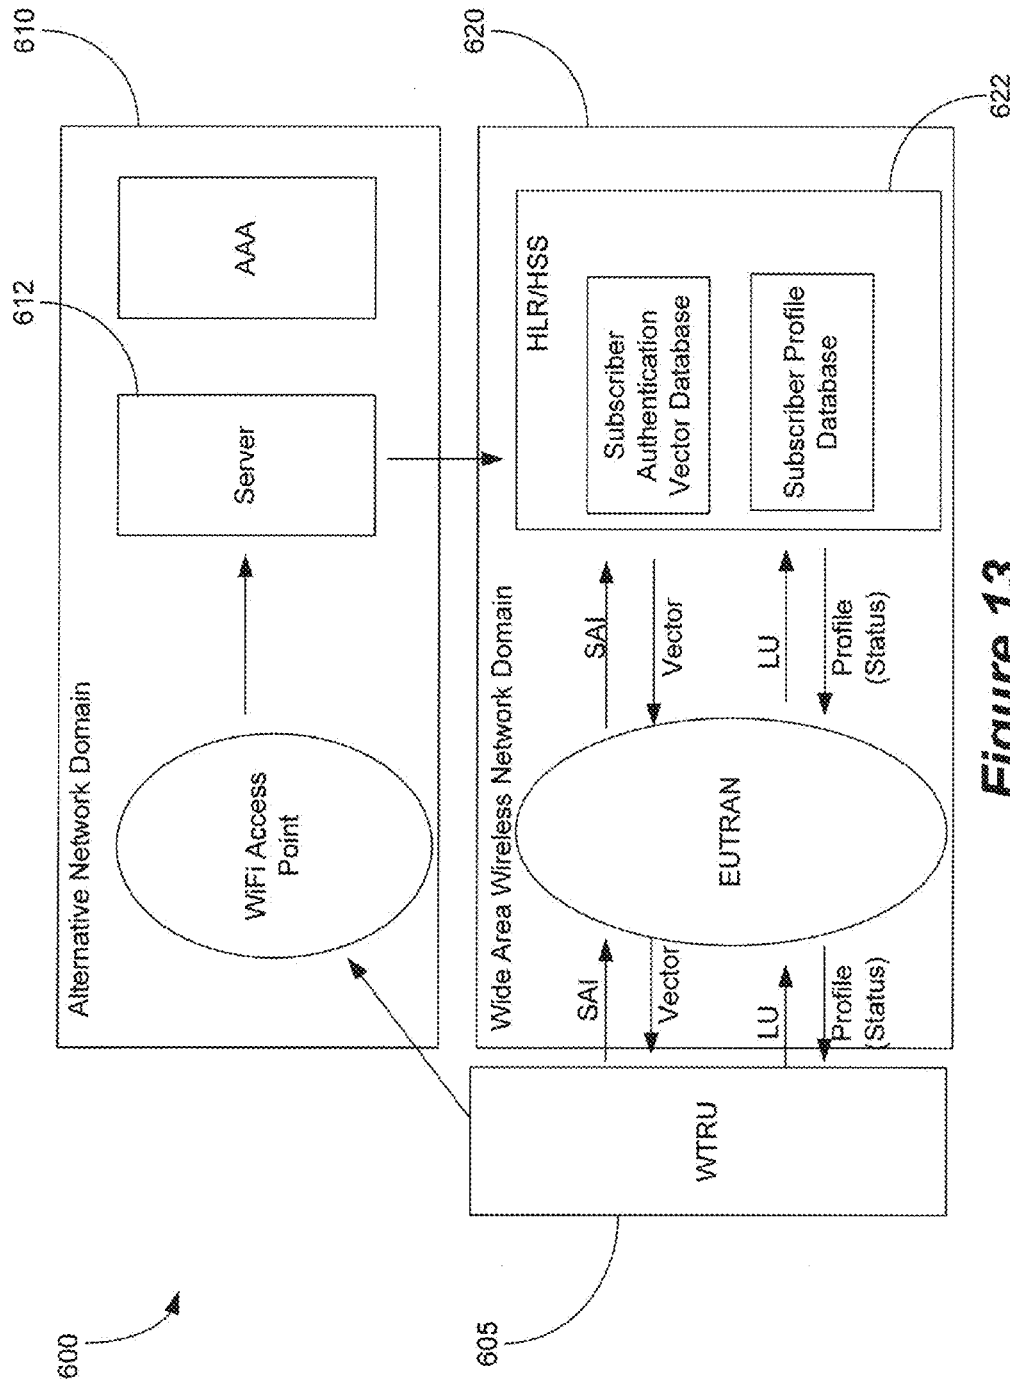 600
605
610
612
620
622
Alternative Network Domain
WiFi Access
Point
Server
AAA
WTRU
Wide Area Wireless Network Domain
SAI
Vector
LU
Profile
(Status)
EUTRAN
SAI
Vector
LU
Profile
(Status)
HLR/HSS
Subscriber
Authentication
Vector Database
Subscriber Profile
Database
Figure 13